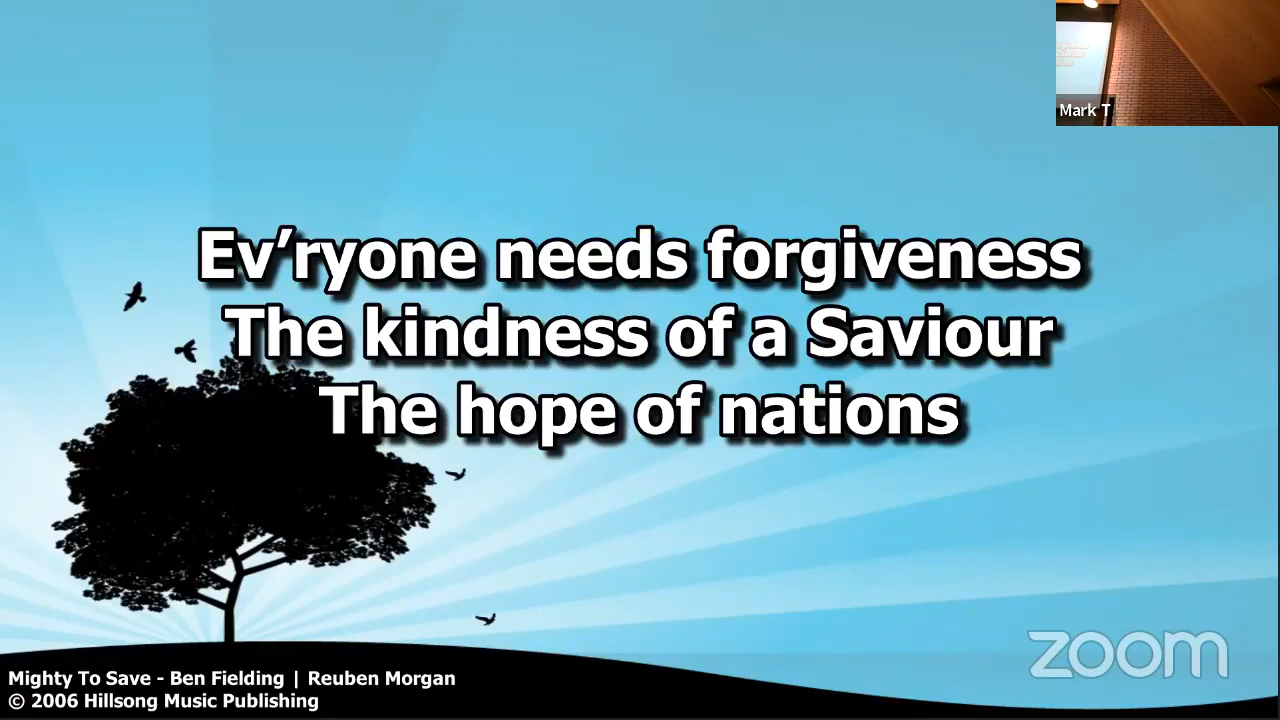 Mark T
Ev’ryone needs forgiveness
The kindness of a Saviour
The hope of nations
zoom
Mighty To Save - Ben Fielding | Reuben Morgan
© 2006 Hillsong Music Publishing